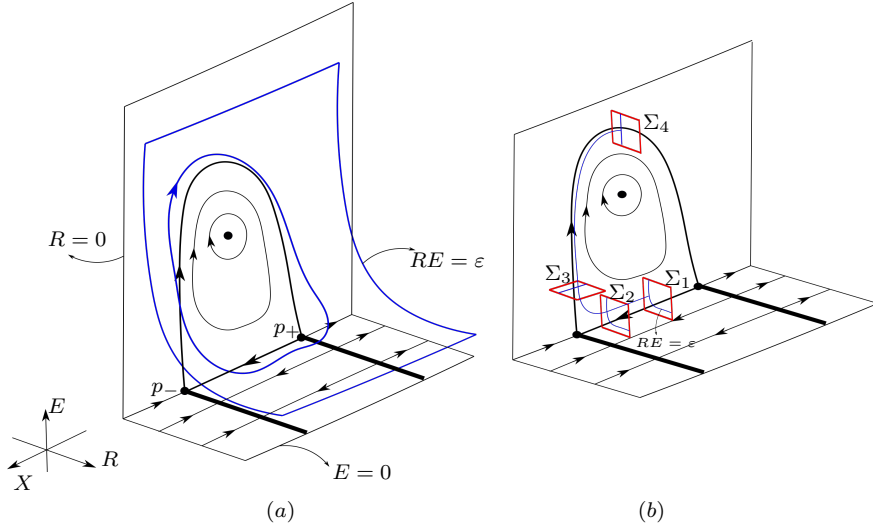 Σ₄
R = 0
RE = ε
Σ₃
Σ₂
Σ₁
RE = ε
p₊
p₋
E
R
X
E = 0
(a)
(b)